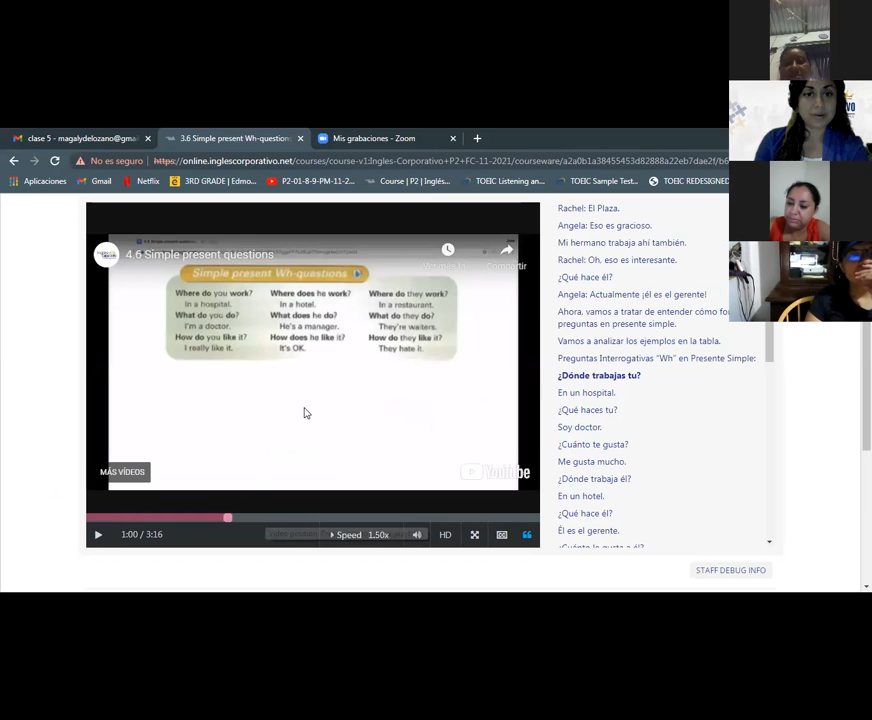 clase 5 - magalydelozano@gma
3.6 Simple present Wh-questions
Mis grabaciones - Zoom
No es seguro
https://online.inglescorporativo.net/courses/course-v1:Ingles-Corporativo+P2+FC-11-2021/courseware/a2a0b1a38455453d82888a22eb7dae2f/b6
Aplicaciones
Gmail
Netflix
3RD GRADE | Edmo...
P2-01-8-9-PM-11-2...
Course | P2 | Inglés...
TOEIC Listening an...
TOEIC Sample Test...
TOEIC REDESIGNED
4.6 Simple present questions
Compartir
Simple present Wh-questions
Where do you work?
In a hospital.
What do you do?
I'm a doctor.
How do you like it?
I really like it.
Where does he work?
In a hotel.
What does he do?
He's a manager.
How does he like it?
It's OK.
Where do they work?
In a restaurant.
What do they do?
They're waiters.
How do they like it?
They hate it.
MÁS VÍDEOS
YouTube
1:00 / 3:16
Speed 1.50x
HD
Rachel: El Plaza.
Angela: Eso es gracioso.
Mi hermano trabaja ahí también.
Rachel: Oh, eso es interesante.
¿Qué hace él?
Angela: Actualmente ¡él es el gerente!
Ahora. vamos a tratar de entender cómo for
preguntas en presente simple.
Vamos a analizar los ejemplos en la tabla.
Preguntas Interrogativas "Wh" en Presente Simple:
¿Dónde trabajas tu?
En un hospital.
¿Qué haces tu?
Soy doctor.
¿Cuánto te gusta?
Me gusta mucho.
¿Dónde trabaja él?
En un hotel.
¿Qué hace él?
Él es el gerente.
¿Cuánto le gusta a él?
STAFF DEBUG INFO